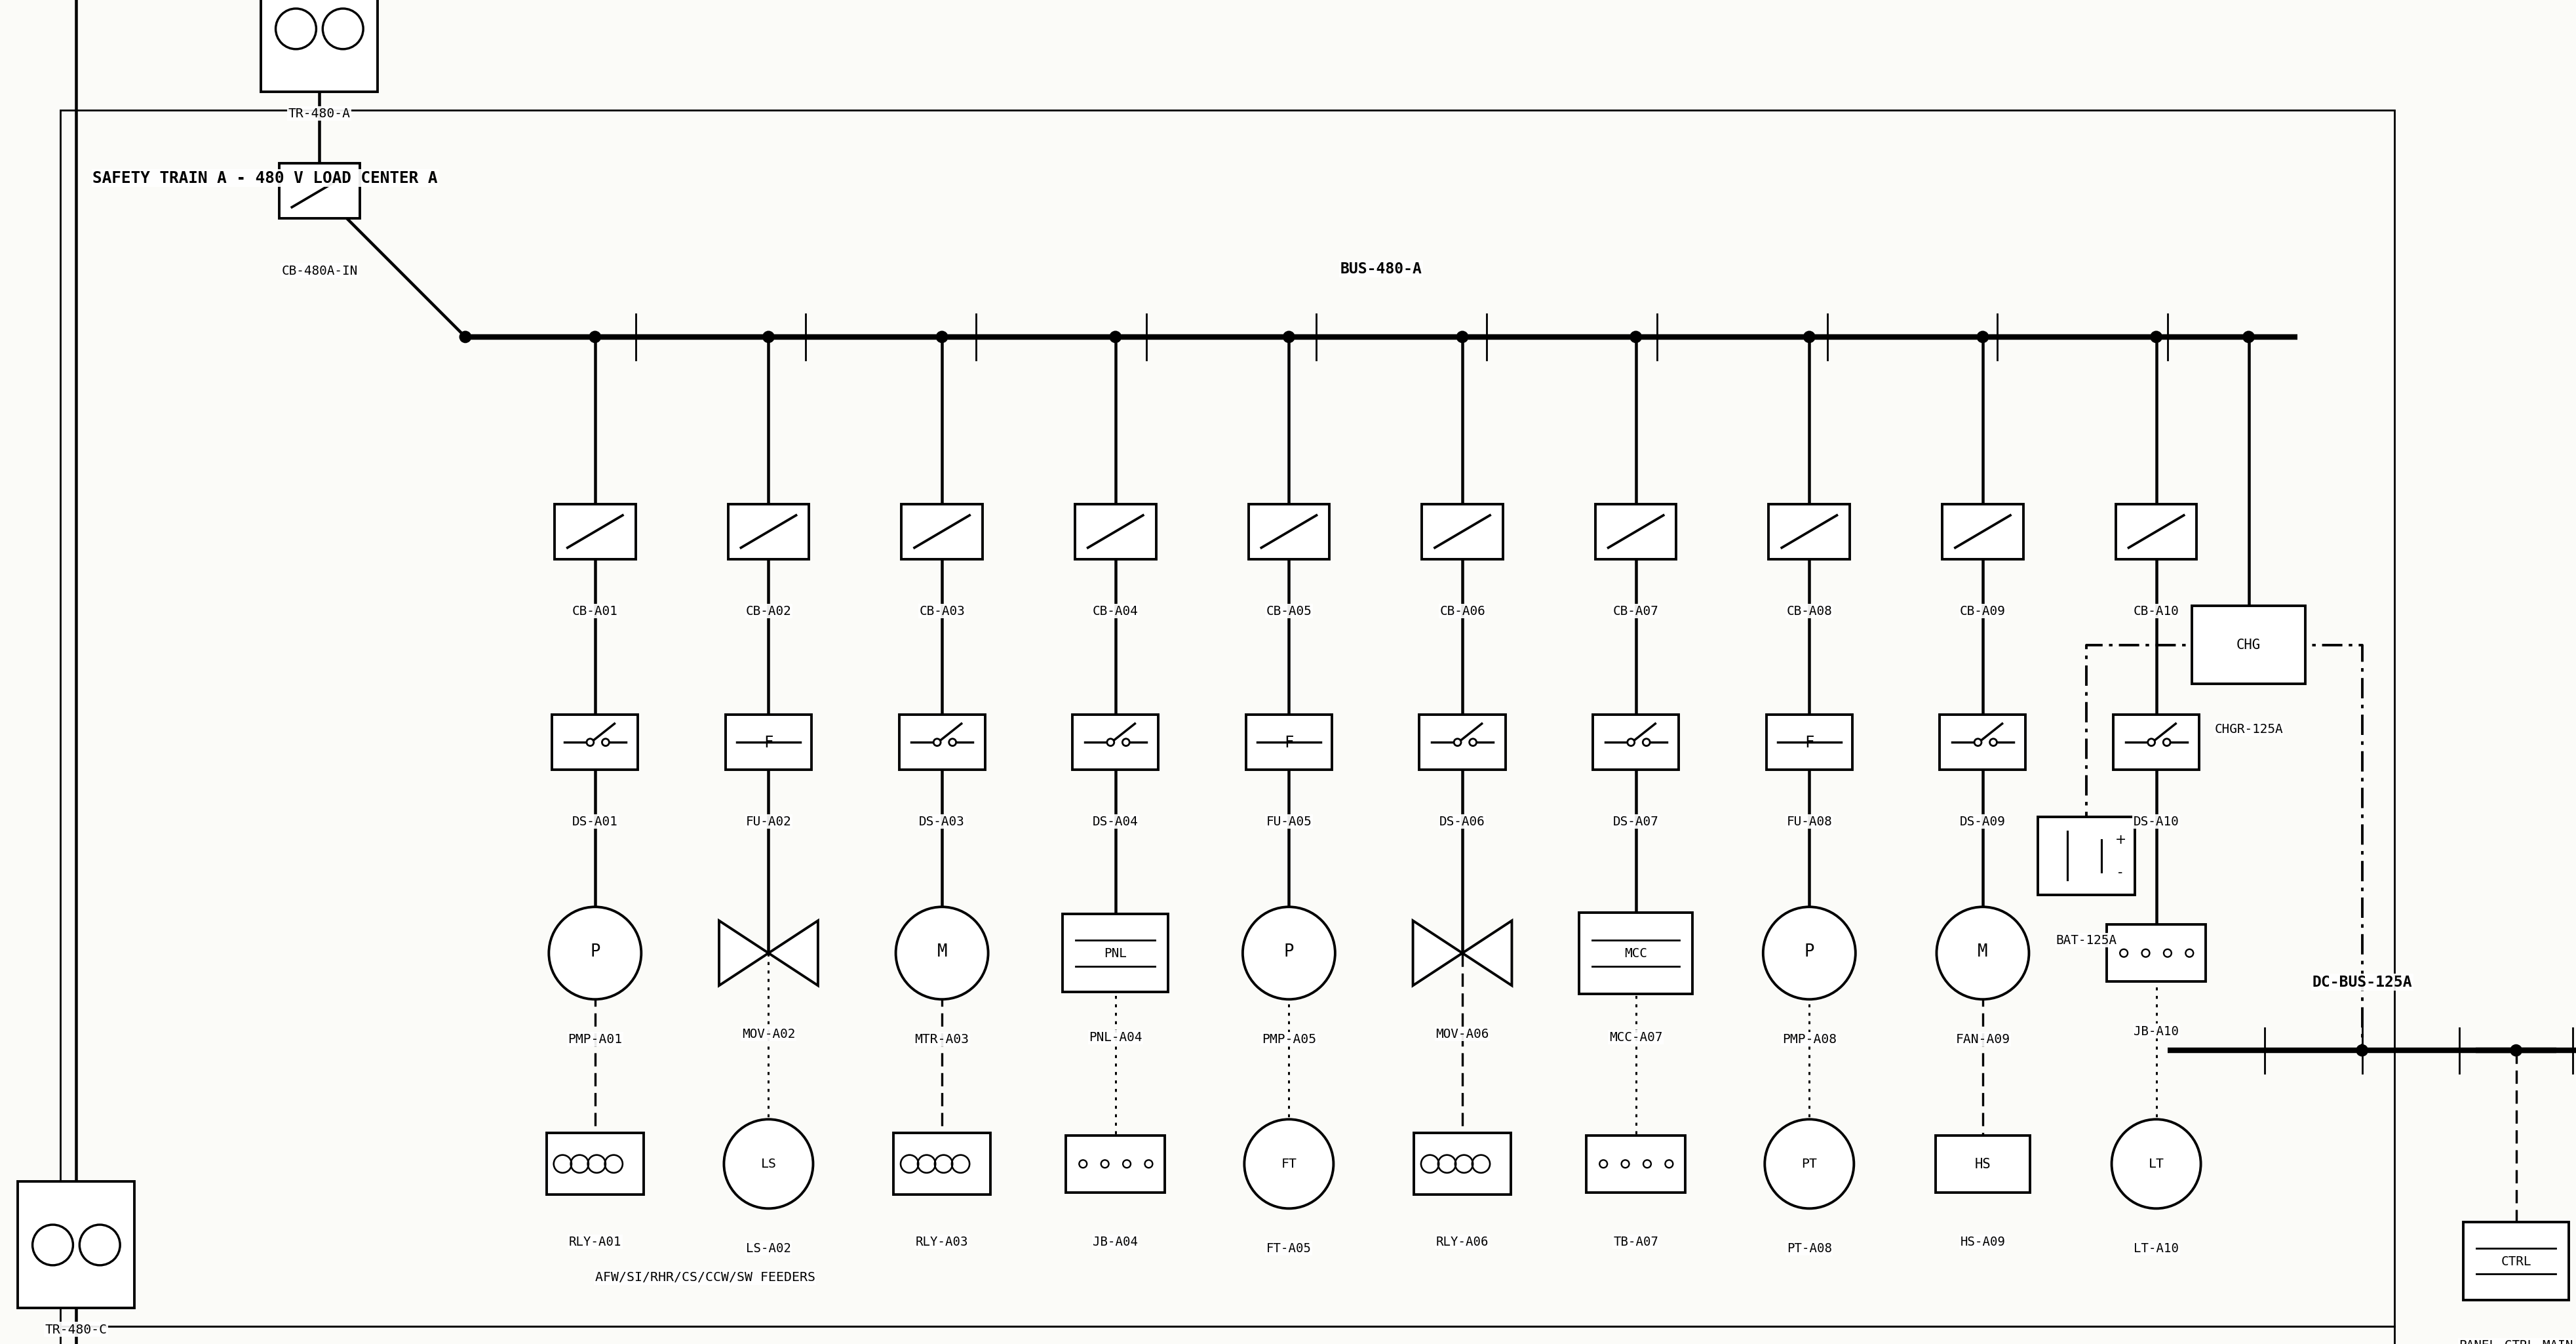 TR-480-A
SAFETY TRAIN A - 480 V LOAD CENTER A
CB-480A-IN
BUS-480-A
CB-A01 CB-A02 CB-A03 CB-A04 CB-A05 CB-A06 CB-A07 CB-A08 CB-A09 CB-A10
CHG
CHGR-125A
F F F
DS-A01 FU-A02 DS-A03 DS-A04 FU-A05 DS-A06 DS-A07 FU-A08 DS-A09 DS-A10
+
-
BAT-125A
P M PNL P MCC P M
DC-BUS-125A
PMP-A01 MOV-A02 MTR-A03 PNL-A04 PMP-A05 MOV-A06 MCC-A07 PMP-A08 FAN-A09 JB-A10
LS FT PT HS LT
RLY-A01 LS-A02 RLY-A03 JB-A04 FT-A05 RLY-A06 TB-A07 PT-A08 HS-A09 LT-A10
CTRL
AFW/SI/RHR/CS/CCW/SW FEEDERS
TR-480-C